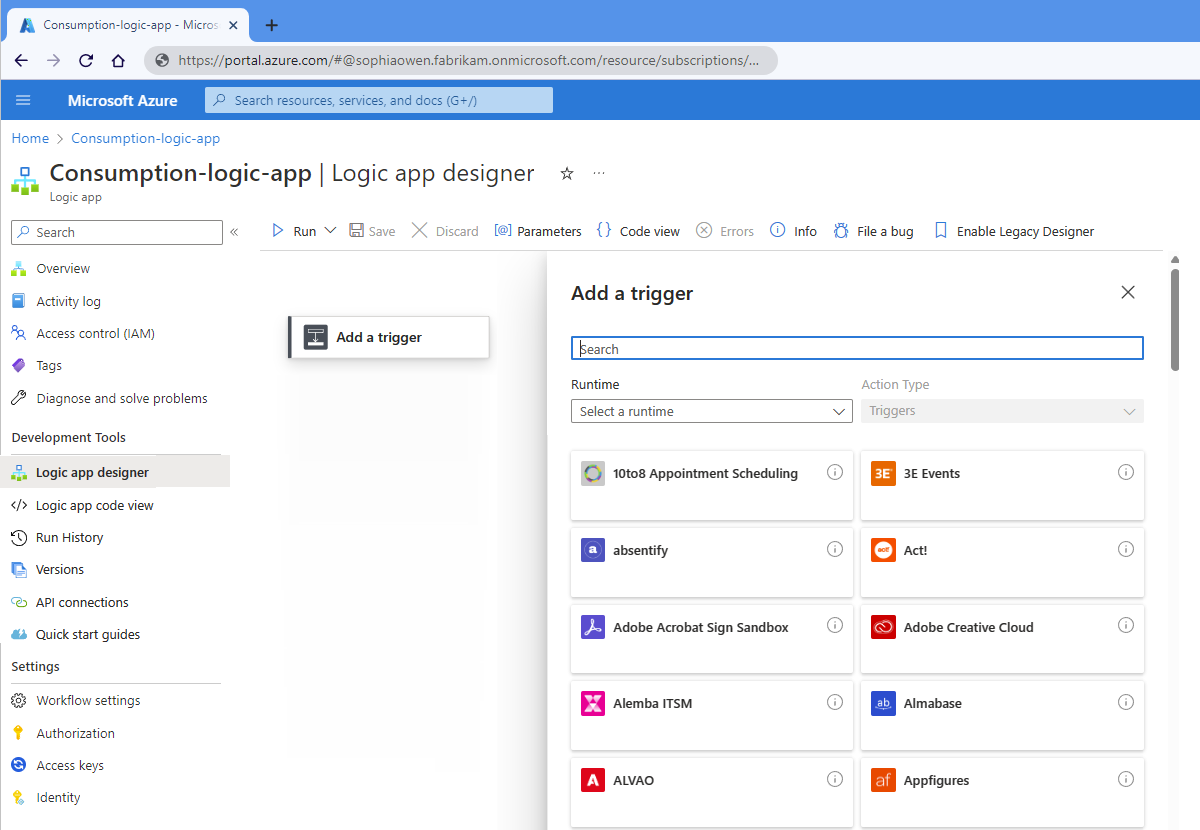 Consumption-logic-app - Micros
https://portal.azure.com/#@sophiaowen.fabrikam.onmicrosoft.com/resource/subscriptions/...
Microsoft Azure
Search resources, services, and docs (G+/)
Home > Consumption-logic-app
Consumption-logic-app | Logic app designer
Logic app
Search
Run
Save
Discard
Parameters
Code view
Errors
Info
File a bug
Enable Legacy Designer
Overview
Activity log
Access control (IAM)
Tags
Diagnose and solve problems
Development Tools
Logic app designer
Logic app code view
Run History
Versions
API connections
Quick start guides
Settings
Workflow settings
Authorization
Access keys
Identity
Add a trigger
Add a trigger
Search
Runtime
Action Type
Select a runtime
Triggers
10to8 Appointment Scheduling
3E
3E Events
a
absentify
act!
Act!
Adobe Acrobat Sign Sandbox
Adobe Creative Cloud
Alemba ITSM
ab
Almabase
A
ALVAO
af
Appfigures